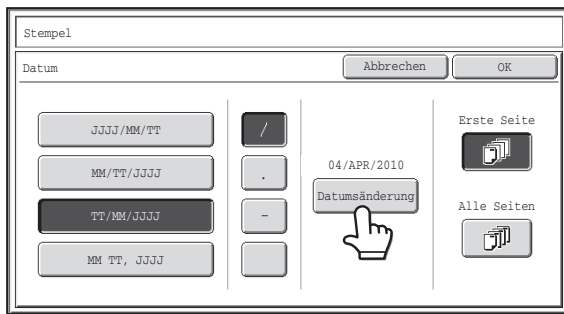 Stempel
Datum
Abbrechen
OK
JJJJ/MM/TT
MM/TT/JJJJ
TT/MM/JJJJ
MM TT, JJJJ
/
.
-
04/APR/2010
Datumsänderung
Erste Seite
Alle Seiten